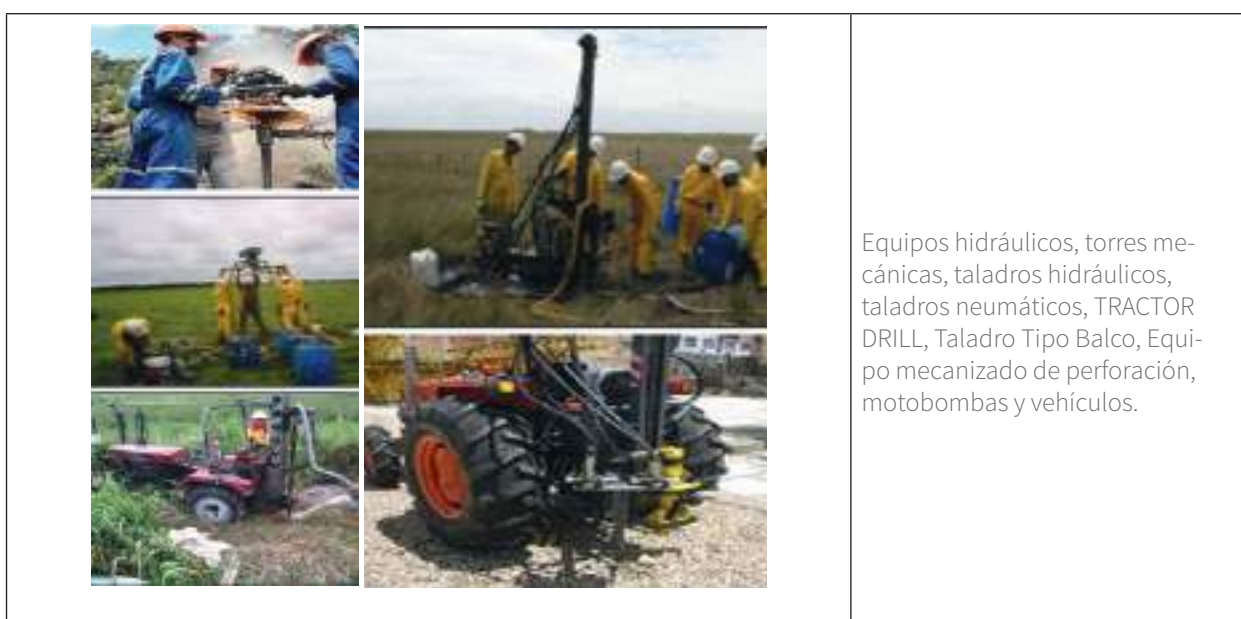 Equipos hidráulicos, torres me-
cánicas, taladros hidráulicos,
taladros neumáticos, TRACTOR
DRILL, Taladro Tipo Balco, Equi-
po mecanizado de perforación,
motobombas y vehículos.